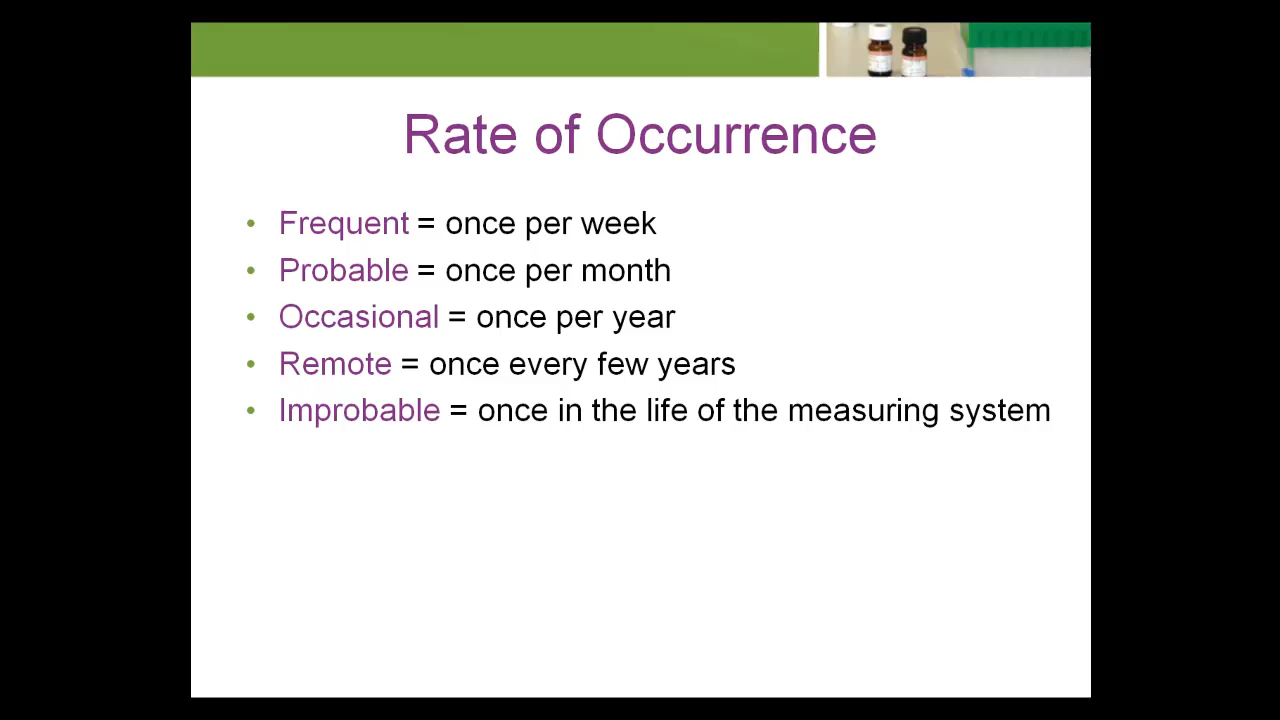 Rate of Occurrence
• Frequent = once per week
• Probable = once per month
• Occasional = once per year
• Remote = once every few years
• Improbable = once in the life of the measuring system